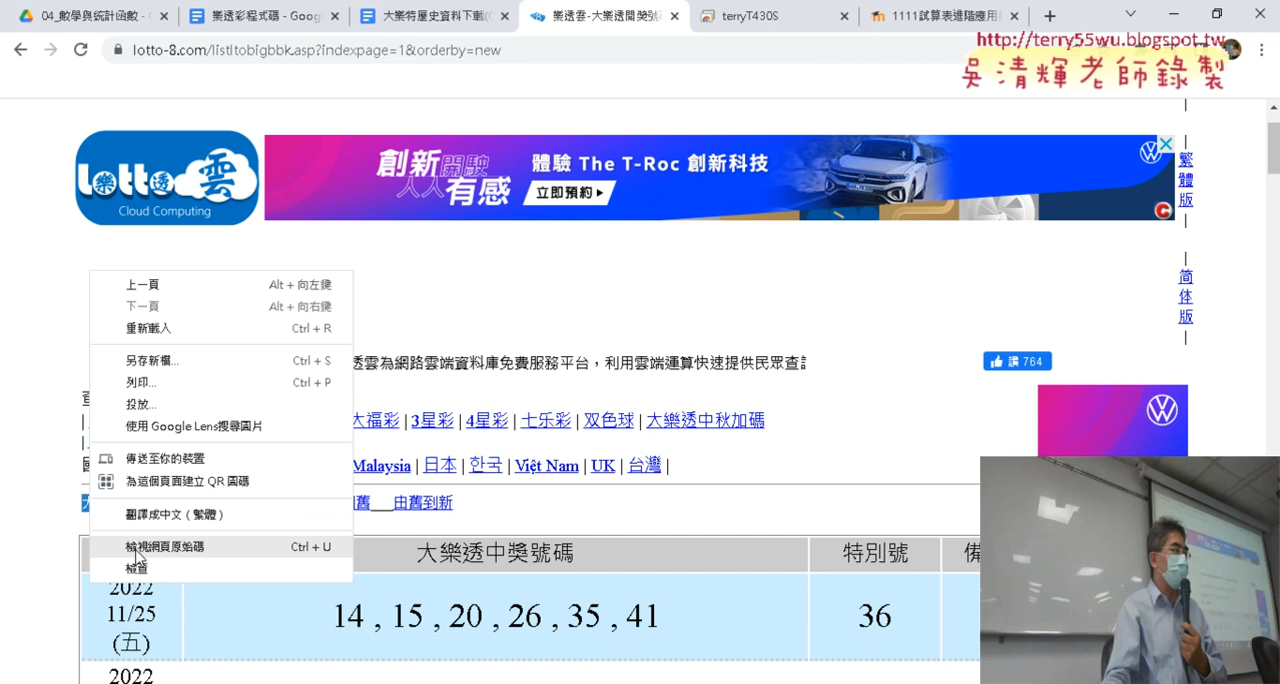 04_數學與統計函數 -
樂透彩程式碼 - Goog
大樂特歷史資料下載(
樂透雲-大樂透開獎號
terryT430S
1111試算表進階應用
lotto-8.com/listltobigbbk.asp?indexpage=1&orderby=new
http://terry55wu.blogspot.tw
吳清輝老師錄製
Lotto 雲
樂 透
Cloud Computing
創新開駛
人人有感
體驗 The T-Roc 創新科技
立即預約
|
繁體版
|
|
简体版
|
上一頁 Alt + 向左鍵
下一頁 Alt + 向右鍵
重新載入 Ctrl + R
另存新檔... Ctrl + S
列印... Ctrl + P
投放...
使用 Google Lens搜尋圖片
傳送至你的裝置
為這個頁面建立 QR 圖碼
翻譯成中文（繁體）
檢視網頁原始碼 Ctrl + U
檢查
透雲為網路雲端資料庫免費服務平台，利用雲端運算快速提供民眾查
讚 764
大福彩 | 3星彩 | 4星彩 | 七乐彩 | 双色球 | 大樂透中秋加碼
Malaysia | 日本 | 한국 | Việt Nam | UK | 台灣 |
舊 由舊到新
大樂透中獎號碼 特別號 備
2022
11/25
(五)
14 , 15 , 20 , 26 , 35 , 41 36
2022